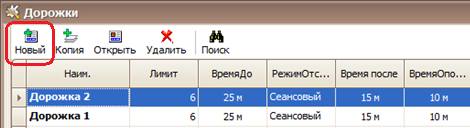 Дорожки
Новый Копия Открыть Удалить Поиск
Наим. Лимит ВремяДо РежимОтс... Время после ВремяОпо...
Дорожка 2 6 25 м Сеансовый 15 м 10 м
Дорожка 1 6 25 м Сеансовый 15 м 10 м